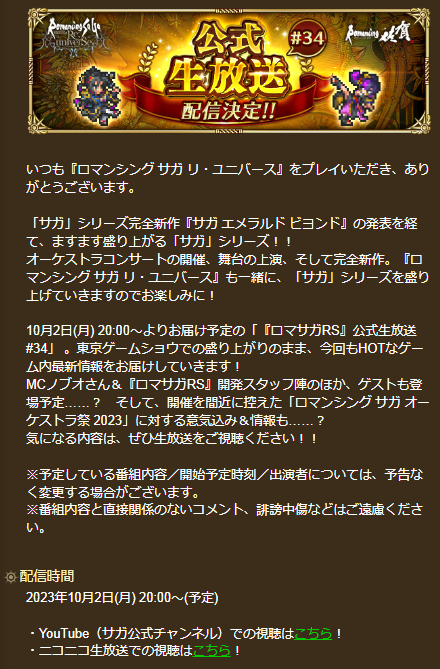 Romancing SaGa
Re;univerSe
公式
生放送
#34
配信決定!!
Romancing 佐賀
いつも『ロマンシング サガ リ・ユニバース』をプレイいただき、あり
がとうございます。
「サガ」シリーズ完全新作『サガ エメラルド ビヨンド』の発表を経
て、ますます盛り上がる「サガ」シリーズ！！
オーケストラコンサートの開催、舞台の上演、そして完全新作。『ロ
マンシング サガ リ・ユニバース』も一緒に、「サガ」シリーズを盛り
上げていきますのでお楽しみに！
10月2日(月) 20:00～よりお届け予定の「『ロマサガRS』公式生放送
#34」 。東京ゲームショウでの盛り上がりのまま、今回もHOTなゲー
ム内最新情報をお届けしていきます！
MCノブオさん＆『ロマサガRS』開発スタッフ陣のほか、ゲストも登
場予定……？　そして、開催を間近に控えた「ロマンシング サガ オー
ケストラ祭 2023」に対する意気込み＆情報も……？
気になる内容は、ぜひ生放送をご視聴ください！！
※予定している番組内容／開始予定時刻／出演者については、予告な
く変更する場合がございます。
※番組内容と直接関係のないコメント、誹謗中傷などはご遠慮くださ
い。
配信時間
2023年10月2日(月) 20:00～(予定)
・YouTube（サガ公式チャンネル）での視聴はこちら！
・ニコニコ生放送での視聴はこちら！